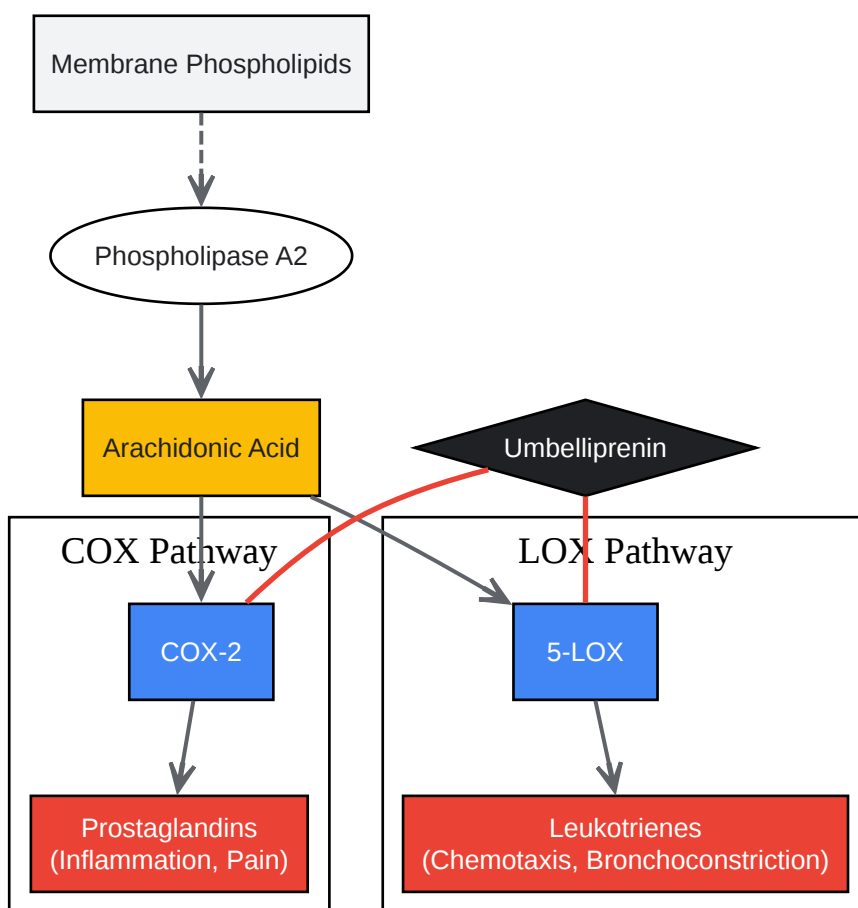 Membrane Phospholipids
Phospholipase A2
Arachidonic Acid
Umbelliprenin
COX Pathway
LOX Pathway
COX-2
5-LOX
Prostaglandins
(Inflammation, Pain)
Leukotrienes
(Chemotaxis, Bronchoconstriction)